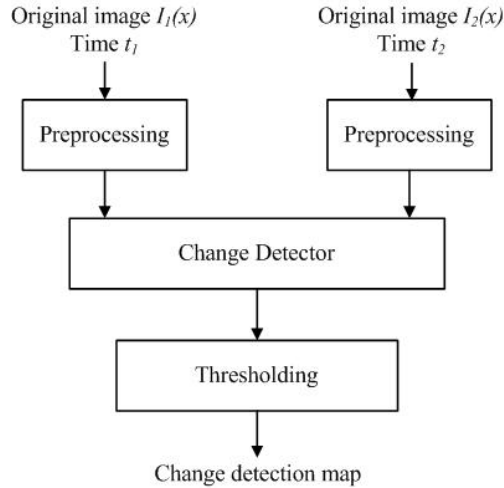 Original image I₁(x)
Time t₁
Original image I₂(x)
Time t₂
Preprocessing
Preprocessing
Change Detector
Thresholding
Change detection map